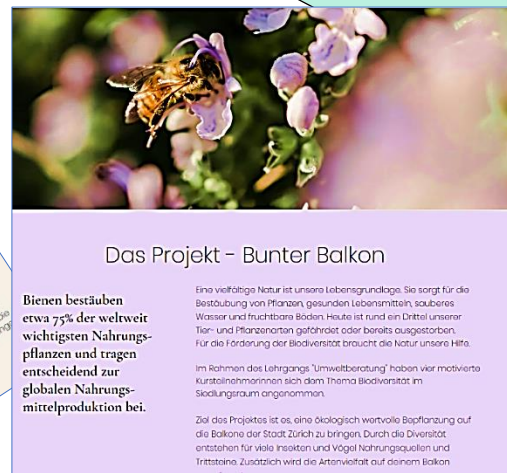 Das Projekt - Bunter Balkon
Bienen bestäuben
etwa 75% der weltweit
wichtigsten Nahrungs-
pflanzen und tragen
entscheidend zur
globalen Nahrungs-
mittelproduktion bei.
Eine vielfältige Natur ist unsere Lebensgrundlage. Sie sorgt für die
Bestäubung von Pflanzen, gesunden Lebensmitteln, sauberes
Wasser und fruchtbare Böden. Heute ist rund ein Drittel unserer
Tier- und Pflanzenarten gefährdet oder bereits ausgestorben.
Für die Förderung der Biodiversität braucht die Natur unsere Hilfe.
Im Rahmen des Lehrgangs "Umweltberatung" haben vier motivierte
Kursteilnehmerinnen sich dem Thema Biodiversität im
Siedlungsraum angenommen.
Ziel des Projektes ist es, eine ökologisch wertvolle Bepflanzung auf
die Balkone der Stadt Zürich zu bringen. Durch die Diversität
entstehen für viele Insekten und Vögel Nahrungsquellen und
Trittsteine. Zusätzlich wird die Artenvielfalt auf deinem Balkon